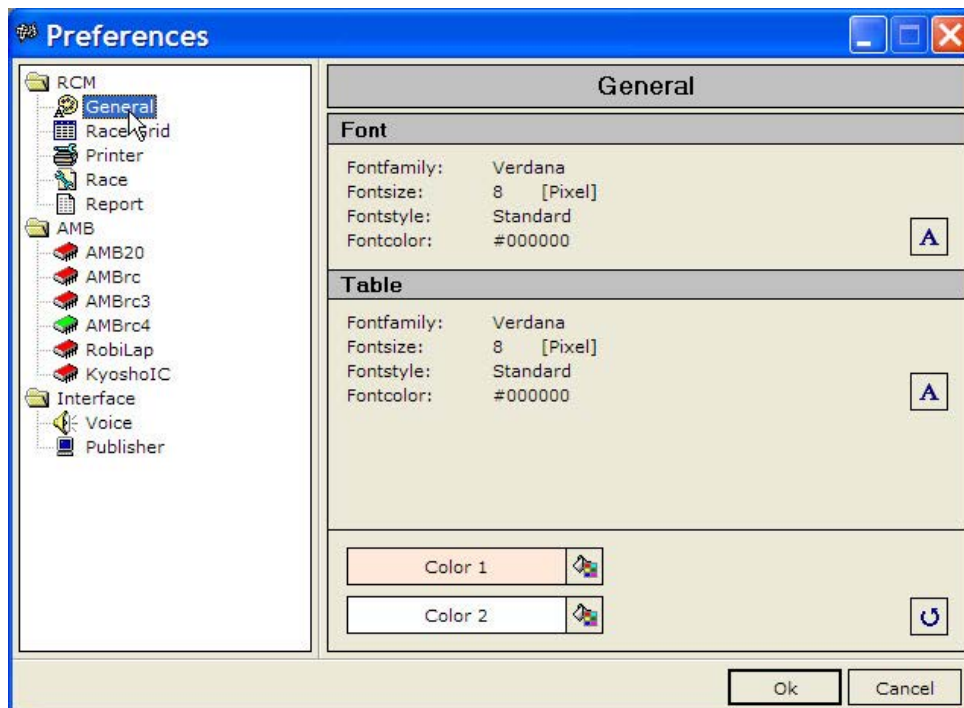 Preferences
RCM
General
Race Grid
Printer
Race
Report
AMB
AMB20
AMBrc
AMBrc3
AMBrc4
RobiLap
KyoshoIC
Interface
Voice
Publisher
General
Font
Fontfamily: Verdana
Fontsize: 8 [Pixel]
Fontstyle: Standard
Fontcolor: #000000
A
Table
Fontfamily: Verdana
Fontsize: 8 [Pixel]
Fontstyle: Standard
Fontcolor: #000000
A
Color 1
Color 2
Ok
Cancel